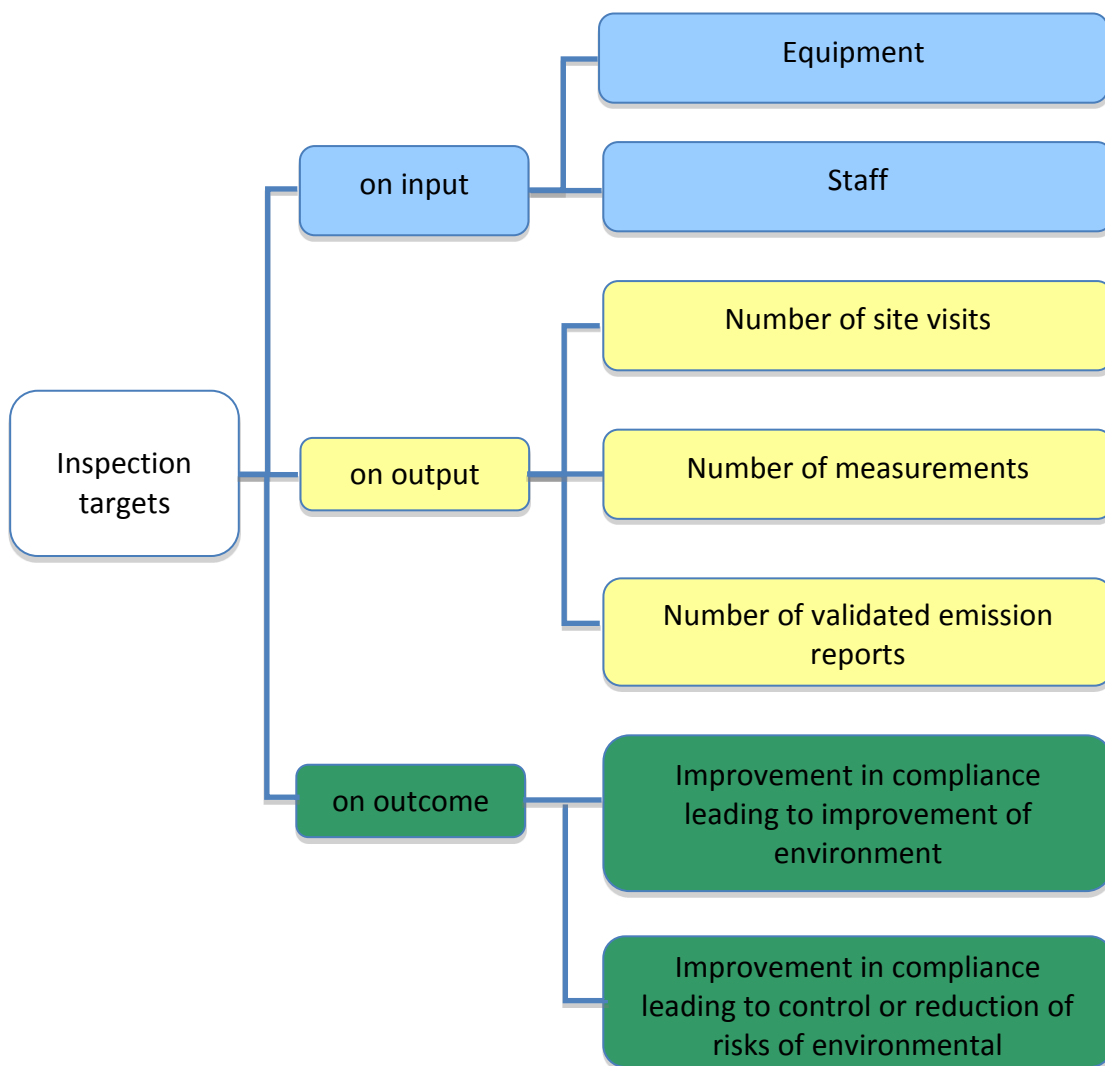 Equipment
on input
Staff
Number of site visits
Inspection
targets
on output
Number of measurements
Number of validated emission
reports
on outcome
Improvement in compliance
leading to improvement of
environment
Improvement in compliance
leading to control or reduction of
risks of environmental